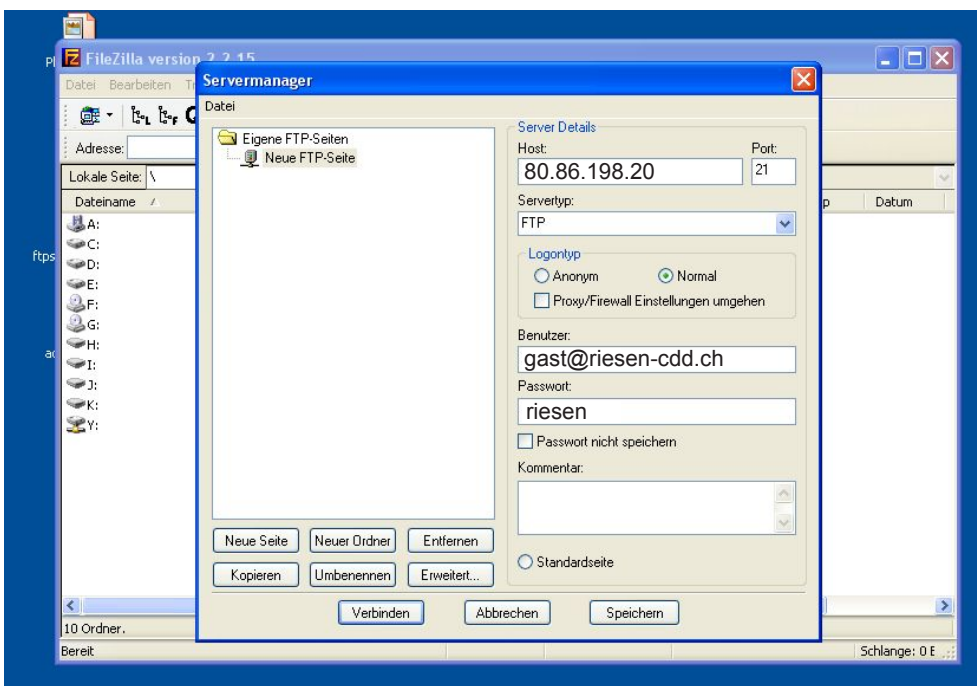 Pl
FileZilla version 2.2.15
Datei Bearbeiten Tr
Adresse:
Lokale Seite: \
Dateiname
p Datum
A:
C:
ftps
D:
E:
F:
G:
H:
ac
I:
J:
K:
Y:
10 Ordner.
Bereit
Schlange: 0 E
Servermanager
Datei
Eigene FTP-Seiten
Neue FTP-Seite
Neue Seite Neuer Ordner Entfernen
Kopieren Umbenennen Erweitert...
Server Details
Host: Port:
80.86.198.20 21
Servertyp:
FTP
Logontyp
Anonym Normal
Proxy/Firewall Einstellungen umgehen
Benutzer:
gast@riesen-cdd.ch
Passwort:
riesen
Passwort nicht speichern
Kommentar:
Standardseite
Verbinden Abbrechen Speichern